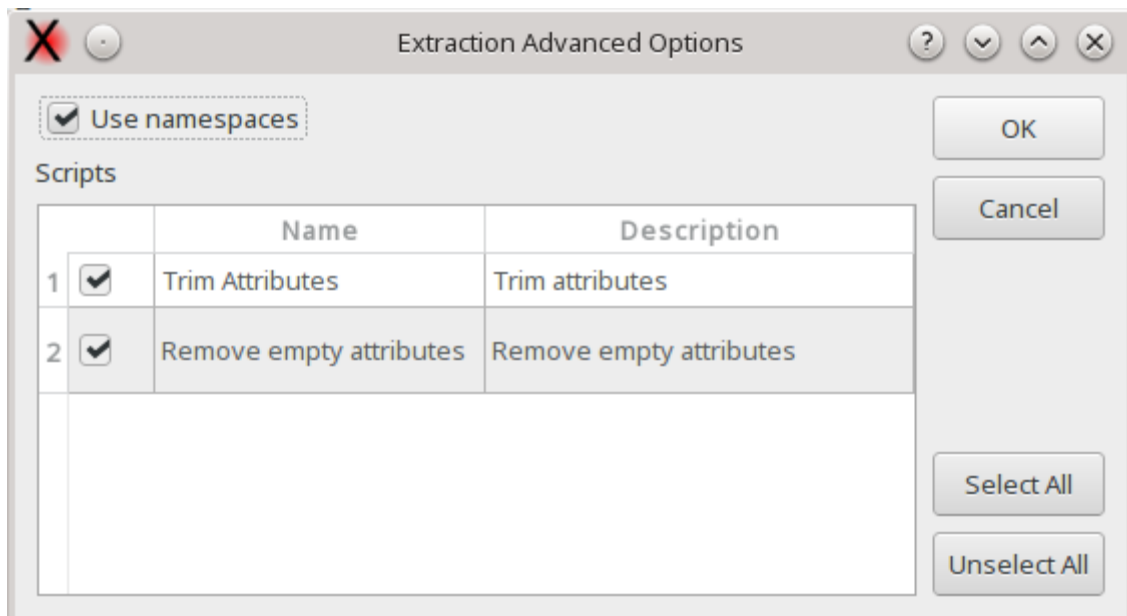 Extraction Advanced Options
Use namespaces
OK
Scripts
Cancel
Name Description
1 Trim Attributes Trim attributes
2 Remove empty attributes Remove empty attributes
Select All
Unselect All